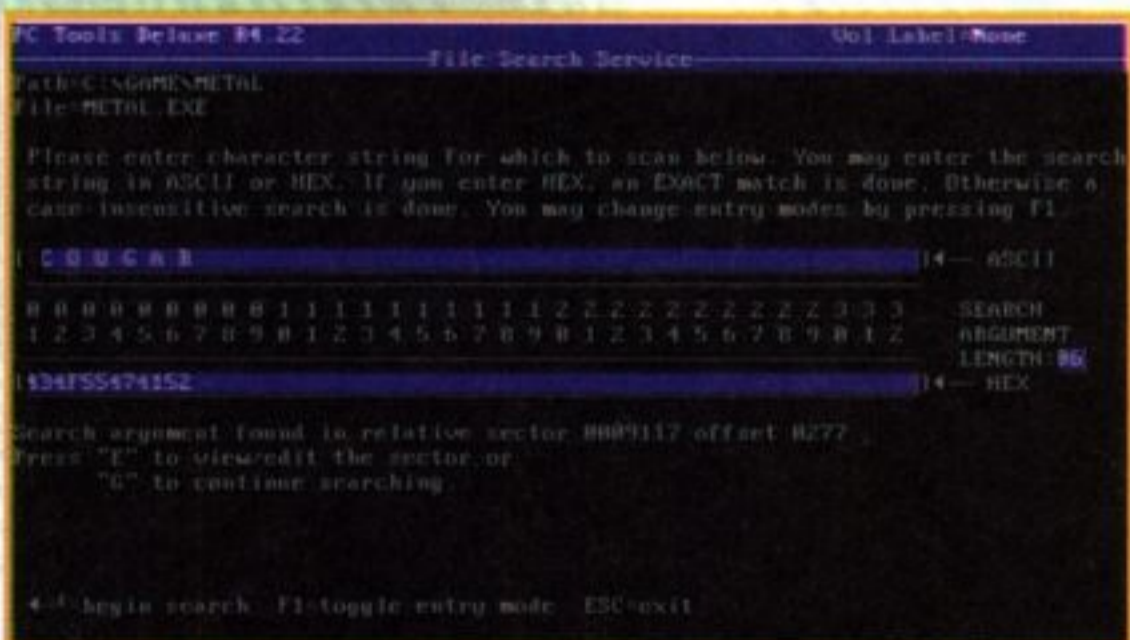 PC Tools Deluxe R4.22 Vol Label=None
File Search Service
Path=C:\GAME\METAL
File=METAL.EXE
Please enter character string for which to scan below. You may enter the search
string in ASCII or HEX. If you enter HEX, an EXACT match is done. Otherwise a
case insensitive search is done. You may change entry modes by pressing F1.
[ C O U G A R ]◄— ASCII
0 0 0 0 0 0 0 0 0 1 1 1 1 1 1 1 1 1 1 2 2 2 2 2 2 2 2 2 2 3 3 3 SEARCH
1 2 3 4 5 6 7 8 9 0 1 2 3 4 5 6 7 8 9 0 1 2 3 4 5 6 7 8 9 0 1 2 ARGUMENT
LENGTH:06
[434F55474152 ]◄— HEX
Search argument found in relative sector 0009117 offset 0277 .
Press "E" to view/edit the sector,or
"G" to continue searching.
◄┘ begin search F1=toggle entry mode ESC=exit